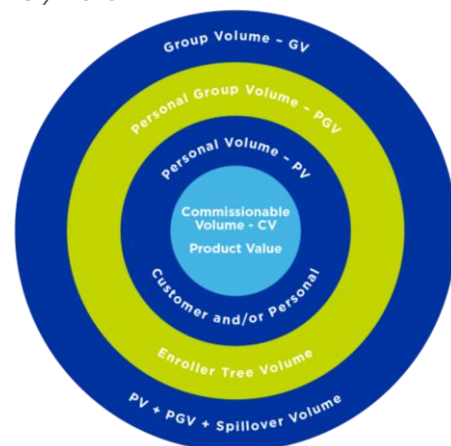 Group Volume – GV
Personal Group Volume – PGV
Personal Volume – PV
Commissionable
Volume - CV
Product Value
Customer and/or Personal
Enroller Tree Volume
PV + PGV + Spillover Volume